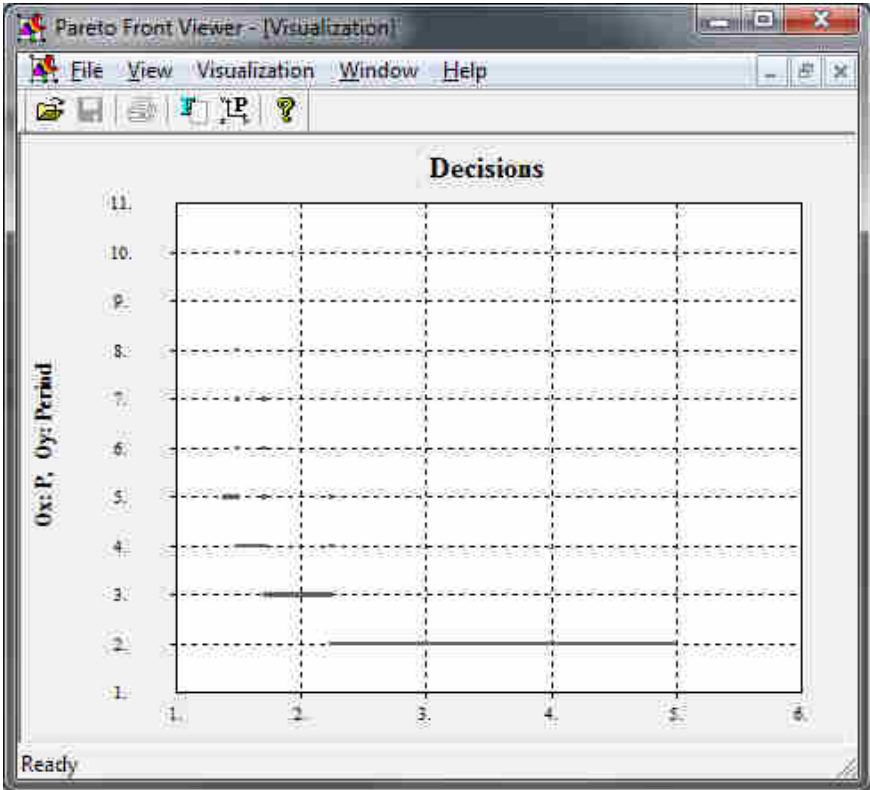 Pareto Front Viewer - [Visualization]
File View Visualization Window Help
Decisions
11.
10.
9.
8.
7.
6.
5.
4.
3.
2.
1.
Ox: P, Oy: Period
1. 2. 3. 4. 5. 6.
Ready